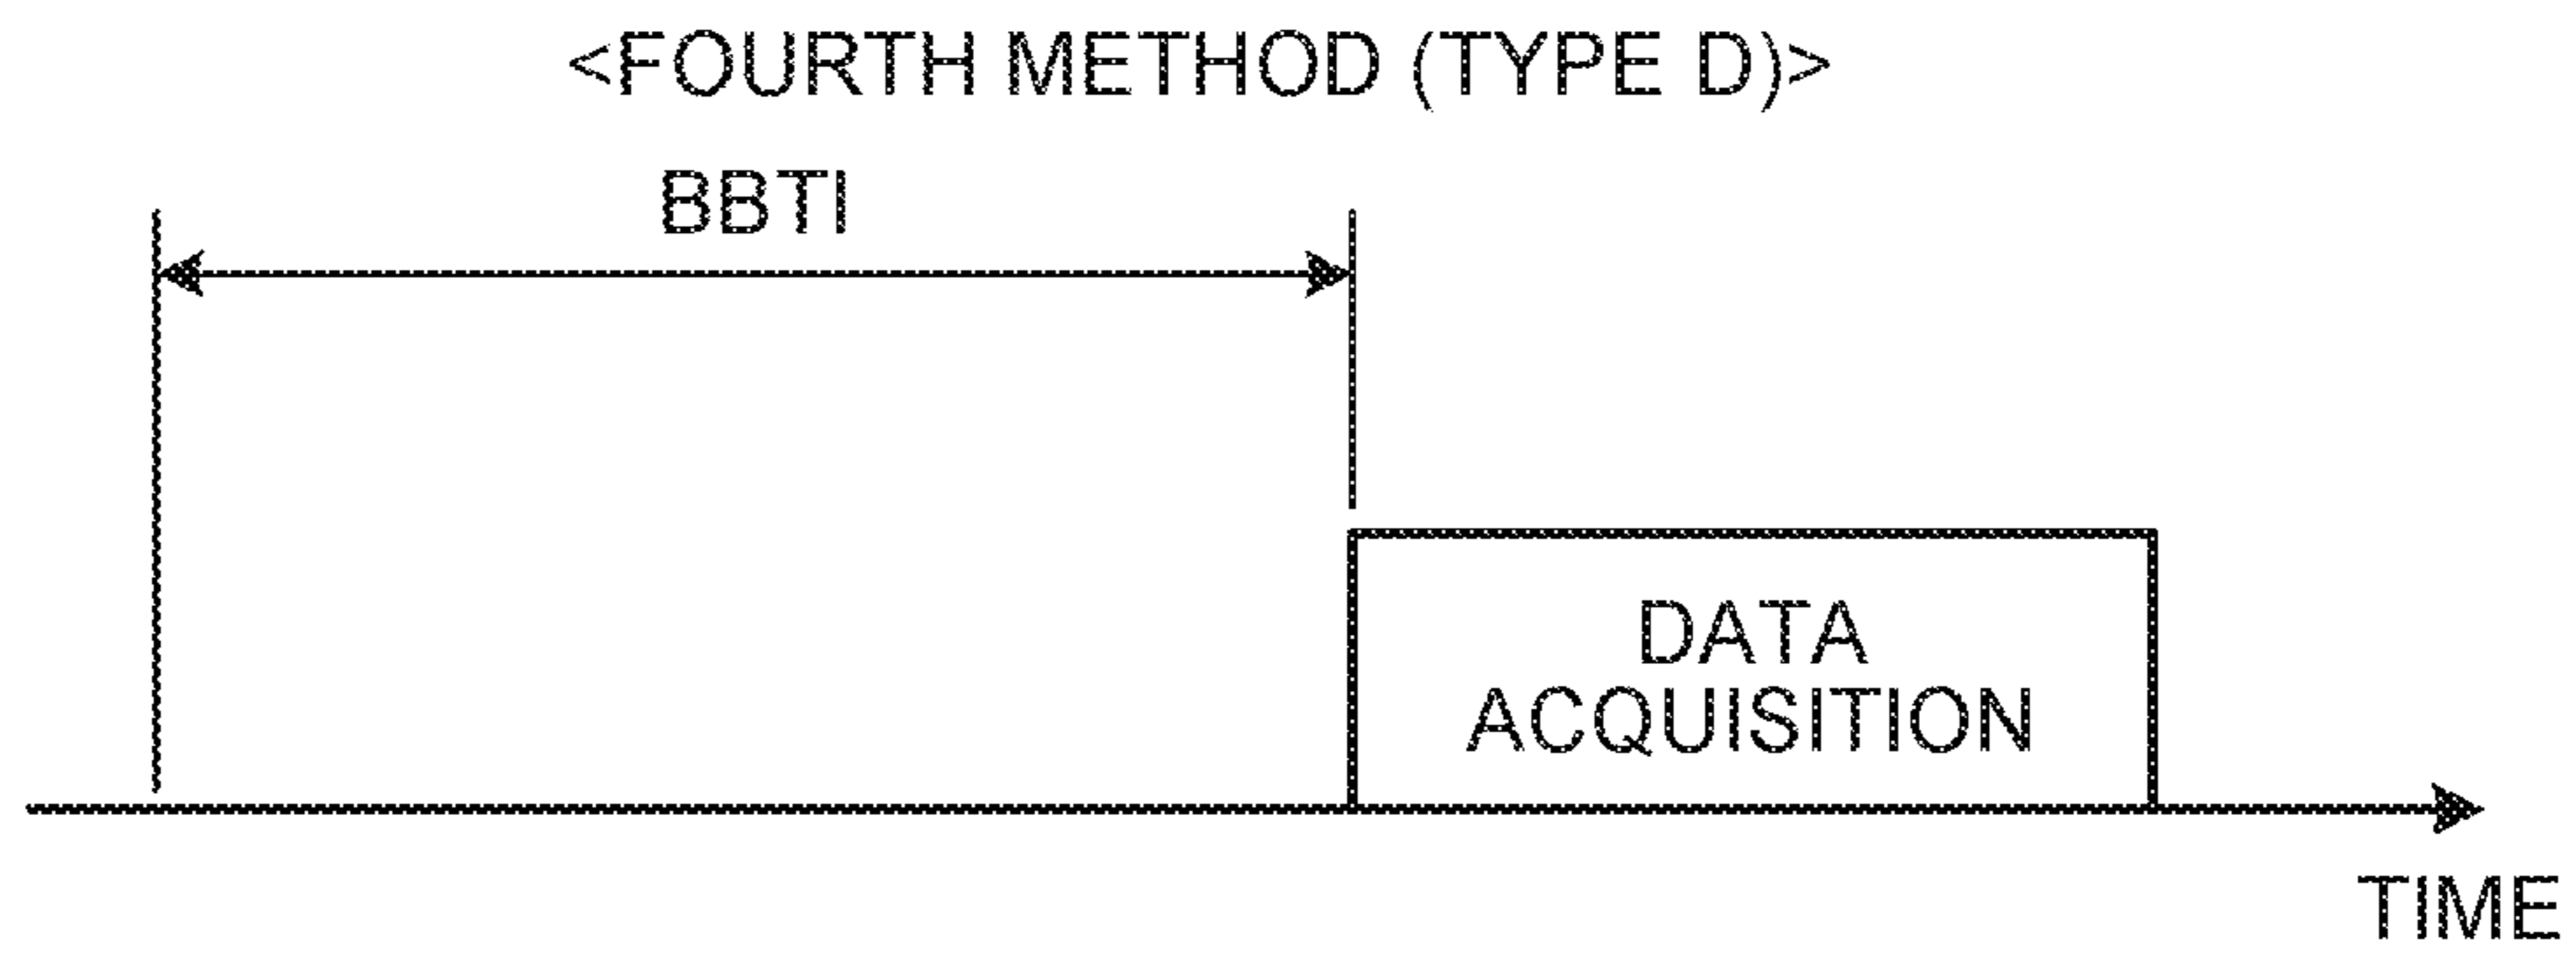 <FOURTH METHOD (TYPE D)>
BBTI
DATA
ACQUISITION
TIME